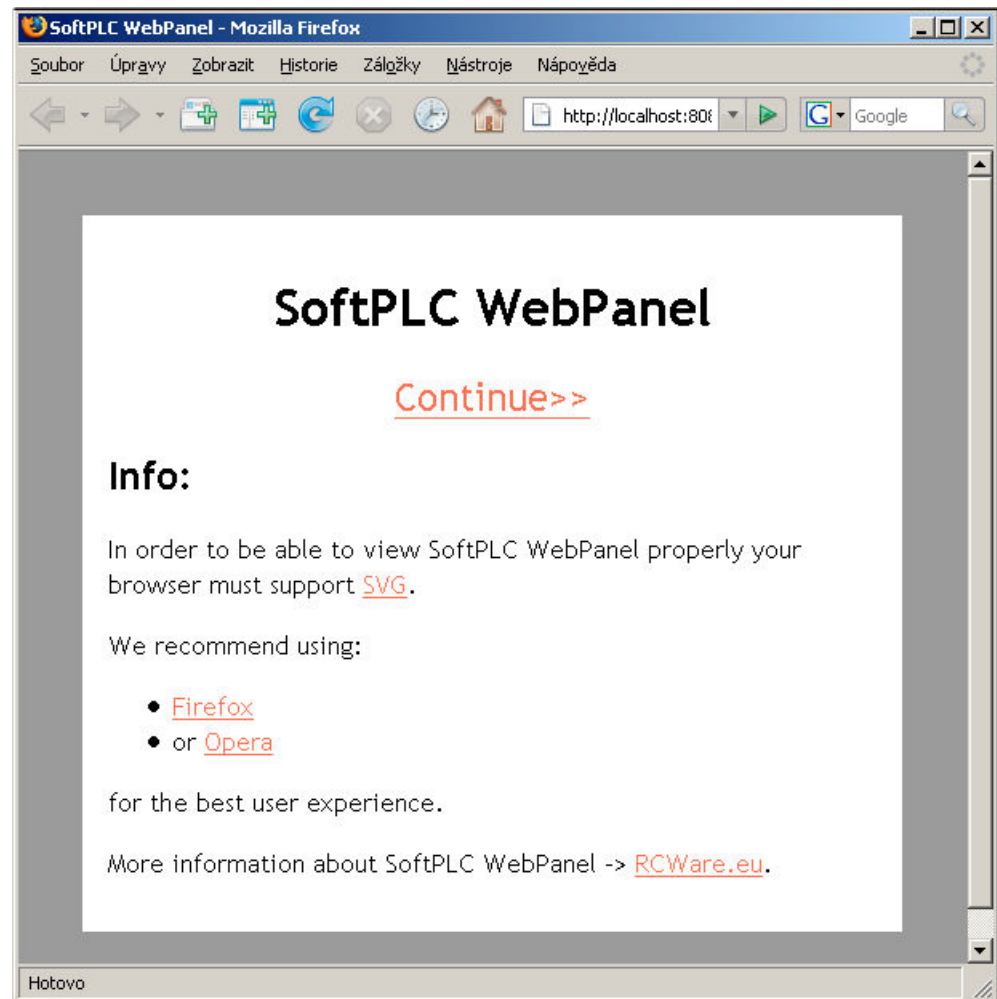 SoftPLC WebPanel - Mozilla Firefox
Soubor Úpravy Zobrazit Historie Záložky Nástroje Nápověda
http://localhost:808 G Google
SoftPLC WebPanel
Continue>>
Info:
In order to be able to view SoftPLC WebPanel properly your
browser must support SVG.
We recommend using:
• Firefox
• or Opera
for the best user experience.
More information about SoftPLC WebPanel -> RCWare.eu.
Hotovo